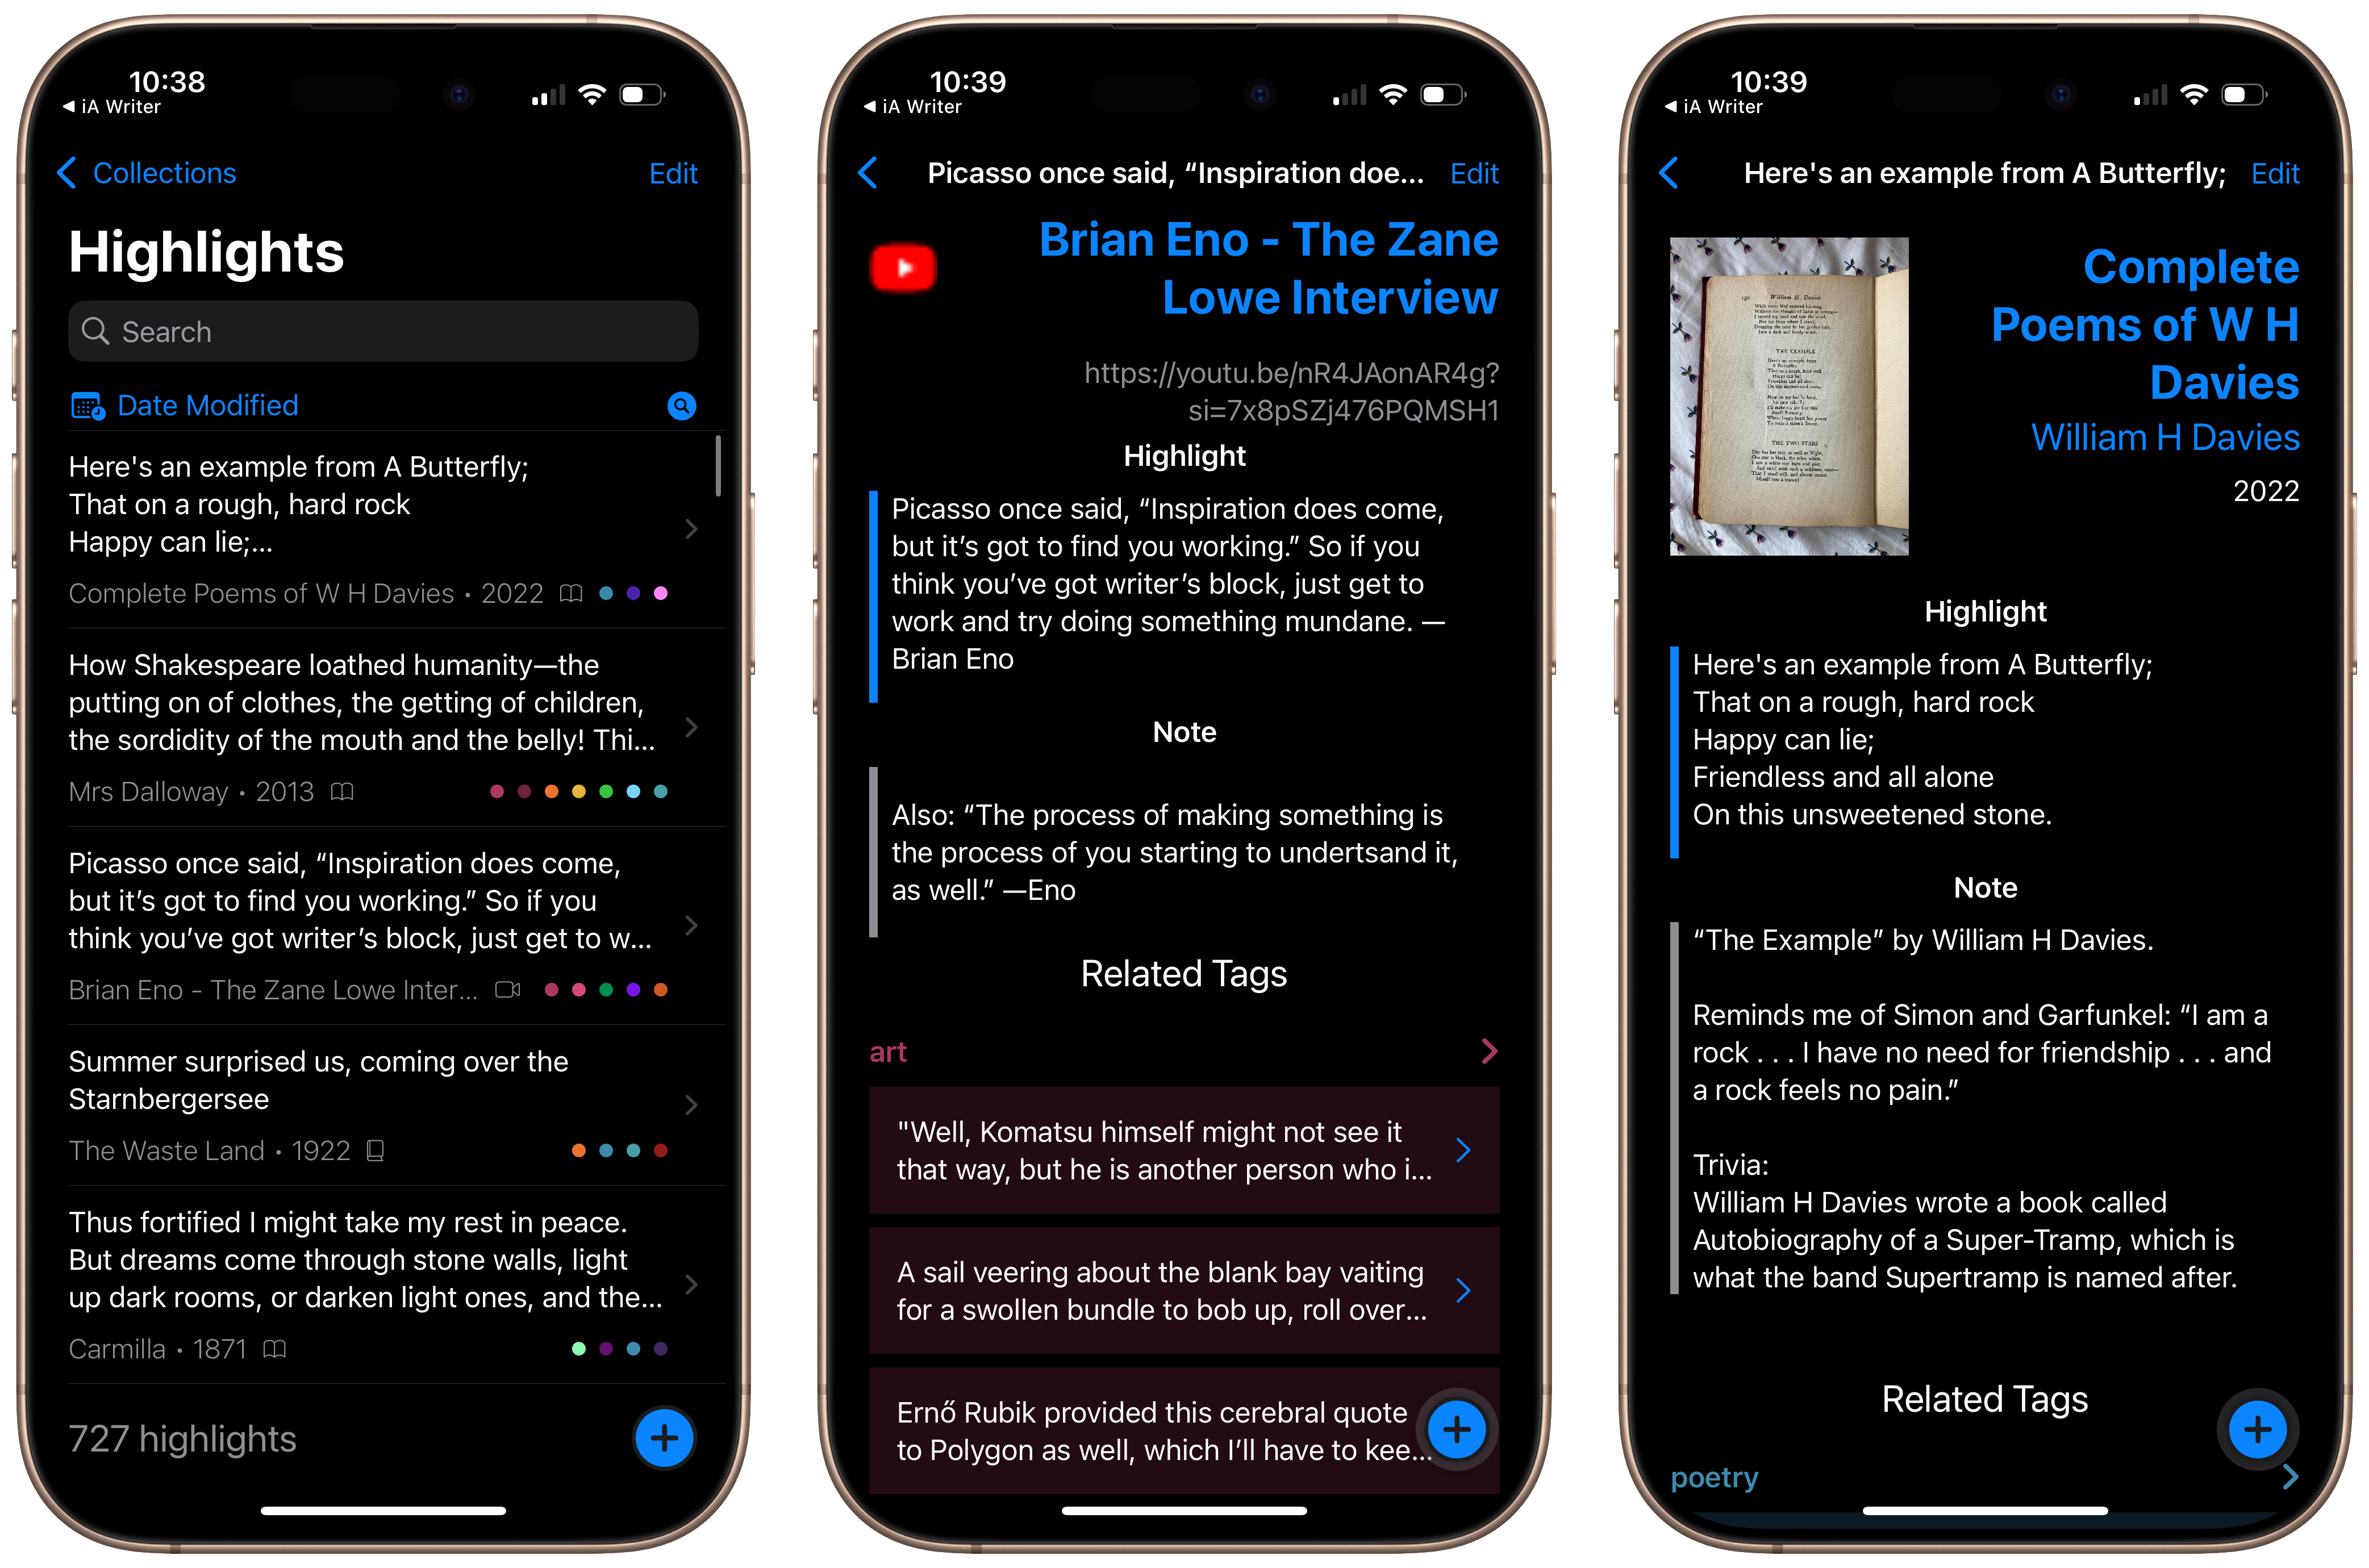 10:38
◀ iA Writer
Collections
Edit
Highlights
Search
Date Modified
Here's an example from A Butterfly;
That on a rough, hard rock
Happy can lie;...
Complete Poems of W H Davies • 2022
How Shakespeare loathed humanity—the
putting on of clothes, the getting of children,
the sordidity of the mouth and the belly! Thi...
Mrs Dalloway • 2013
Picasso once said, “Inspiration does come,
but it’s got to find you working.” So if you
think you’ve got writer’s block, just get to w...
Brian Eno - The Zane Lowe Inter...
Summer surprised us, coming over the
Starnbergersee
The Waste Land • 1922
Thus fortified I might take my rest in peace.
But dreams come through stone walls, light
up dark rooms, or darken light ones, and the...
Carmilla • 1871
727 highlights
10:39
◀ iA Writer
Picasso once said, “Inspiration doe...
Edit
Brian Eno - The Zane
Lowe Interview
https://youtu.be/nR4JAonAR4g?
si=7x8pSZj476PQMSH1
Highlight
Picasso once said, “Inspiration does come,
but it’s got to find you working.” So if you
think you’ve got writer’s block, just get to
work and try doing something mundane. —
Brian Eno
Note
Also: “The process of making something is
the process of you starting to undertsand it,
as well.” —Eno
Related Tags
art
"Well, Komatsu himself might not see it
that way, but he is another person who i...
A sail veering about the blank bay vaiting
for a swollen bundle to bob up, roll over...
Ernő Rubik provided this cerebral quote
to Polygon as well, which I’ll have to kee...
10:39
◀ iA Writer
Here's an example from A Butterfly;
Edit
William H. Davies
THE EXAMPLE
THE TWO STARS
Complete
Poems of W H
Davies
William H Davies
2022
Highlight
Here's an example from A Butterfly;
That on a rough, hard rock
Happy can lie;
Friendless and all alone
On this unsweetened stone.
Note
“The Example” by William H Davies.
Reminds me of Simon and Garfunkel: “I am a
rock . . . I have no need for friendship . . . and
a rock feels no pain.”
Trivia:
William H Davies wrote a book called
Autobiography of a Super-Tramp, which is
what the band Supertramp is named after.
Related Tags
poetry